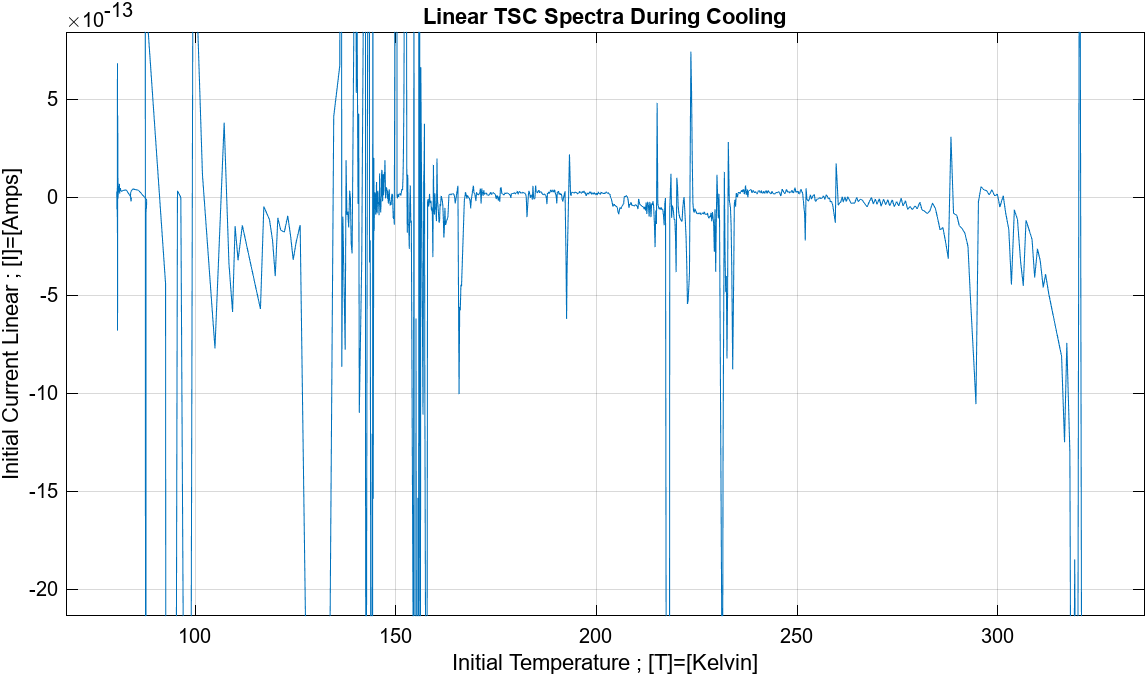 Linear TSC Spectra During Cooling
×10-13
5
0
-5
-10
-15
-20
Initial Current Linear ; [I]=[Amps]
100 150 200 250 300
Initial Temperature ; [T]=[Kelvin]